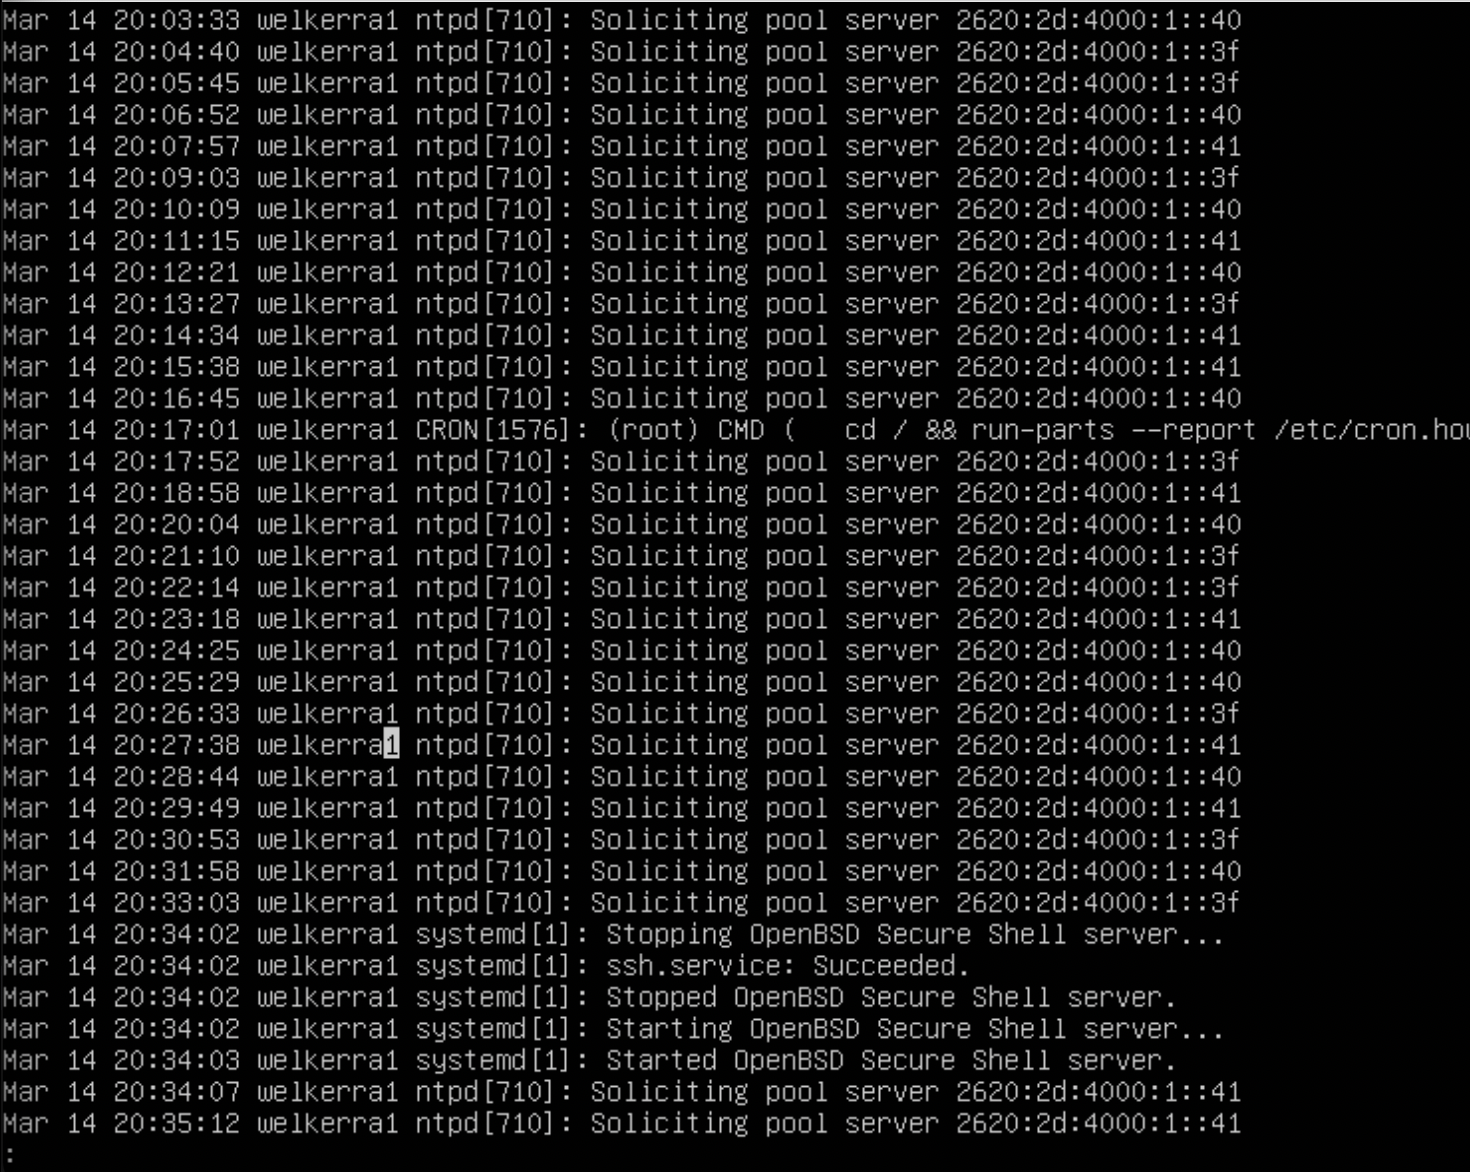 Mar 14 20:03:33 welkerra1 ntpd[710]: Soliciting pool server 2620:2d:4000:1::40
Mar 14 20:04:40 welkerra1 ntpd[710]: Soliciting pool server 2620:2d:4000:1::3f
Mar 14 20:05:45 welkerra1 ntpd[710]: Soliciting pool server 2620:2d:4000:1::3f
Mar 14 20:06:52 welkerra1 ntpd[710]: Soliciting pool server 2620:2d:4000:1::40
Mar 14 20:07:57 welkerra1 ntpd[710]: Soliciting pool server 2620:2d:4000:1::41
Mar 14 20:09:03 welkerra1 ntpd[710]: Soliciting pool server 2620:2d:4000:1::3f
Mar 14 20:10:09 welkerra1 ntpd[710]: Soliciting pool server 2620:2d:4000:1::40
Mar 14 20:11:15 welkerra1 ntpd[710]: Soliciting pool server 2620:2d:4000:1::41
Mar 14 20:12:21 welkerra1 ntpd[710]: Soliciting pool server 2620:2d:4000:1::40
Mar 14 20:13:27 welkerra1 ntpd[710]: Soliciting pool server 2620:2d:4000:1::3f
Mar 14 20:14:34 welkerra1 ntpd[710]: Soliciting pool server 2620:2d:4000:1::41
Mar 14 20:15:38 welkerra1 ntpd[710]: Soliciting pool server 2620:2d:4000:1::41
Mar 14 20:16:45 welkerra1 ntpd[710]: Soliciting pool server 2620:2d:4000:1::40
Mar 14 20:17:01 welkerra1 CRON[1576]: (root) CMD (   cd / && run-parts --report /etc/cron.hou
Mar 14 20:17:52 welkerra1 ntpd[710]: Soliciting pool server 2620:2d:4000:1::3f
Mar 14 20:18:58 welkerra1 ntpd[710]: Soliciting pool server 2620:2d:4000:1::41
Mar 14 20:20:04 welkerra1 ntpd[710]: Soliciting pool server 2620:2d:4000:1::40
Mar 14 20:21:10 welkerra1 ntpd[710]: Soliciting pool server 2620:2d:4000:1::3f
Mar 14 20:22:14 welkerra1 ntpd[710]: Soliciting pool server 2620:2d:4000:1::3f
Mar 14 20:23:18 welkerra1 ntpd[710]: Soliciting pool server 2620:2d:4000:1::41
Mar 14 20:24:25 welkerra1 ntpd[710]: Soliciting pool server 2620:2d:4000:1::40
Mar 14 20:25:29 welkerra1 ntpd[710]: Soliciting pool server 2620:2d:4000:1::40
Mar 14 20:26:33 welkerra1 ntpd[710]: Soliciting pool server 2620:2d:4000:1::3f
Mar 14 20:27:38 welkerra1 ntpd[710]: Soliciting pool server 2620:2d:4000:1::41
Mar 14 20:28:44 welkerra1 ntpd[710]: Soliciting pool server 2620:2d:4000:1::40
Mar 14 20:29:49 welkerra1 ntpd[710]: Soliciting pool server 2620:2d:4000:1::41
Mar 14 20:30:53 welkerra1 ntpd[710]: Soliciting pool server 2620:2d:4000:1::3f
Mar 14 20:31:58 welkerra1 ntpd[710]: Soliciting pool server 2620:2d:4000:1::40
Mar 14 20:33:03 welkerra1 ntpd[710]: Soliciting pool server 2620:2d:4000:1::3f
Mar 14 20:34:02 welkerra1 systemd[1]: Stopping OpenBSD Secure Shell server...
Mar 14 20:34:02 welkerra1 systemd[1]: ssh.service: Succeeded.
Mar 14 20:34:02 welkerra1 systemd[1]: Stopped OpenBSD Secure Shell server.
Mar 14 20:34:02 welkerra1 systemd[1]: Starting OpenBSD Secure Shell server...
Mar 14 20:34:03 welkerra1 systemd[1]: Started OpenBSD Secure Shell server.
Mar 14 20:34:07 welkerra1 ntpd[710]: Soliciting pool server 2620:2d:4000:1::41
Mar 14 20:35:12 welkerra1 ntpd[710]: Soliciting pool server 2620:2d:4000:1::41
: